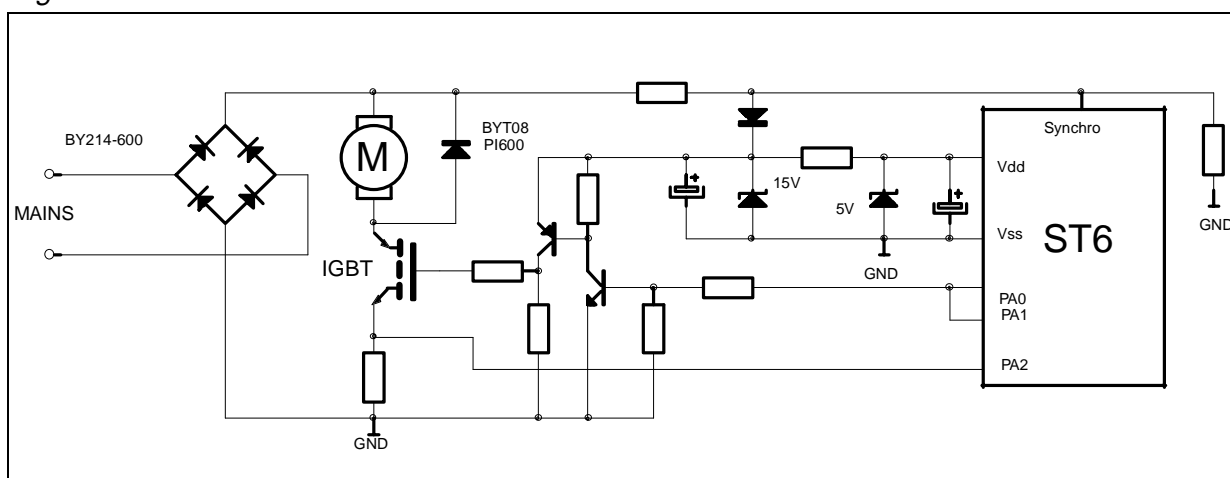 BY214-600
MAINS
M
BYT08
PI600
IGBT
GND
15V
5V
GND
Synchro
Vdd
Vss
ST6
PA0
PA1
PA2
GND